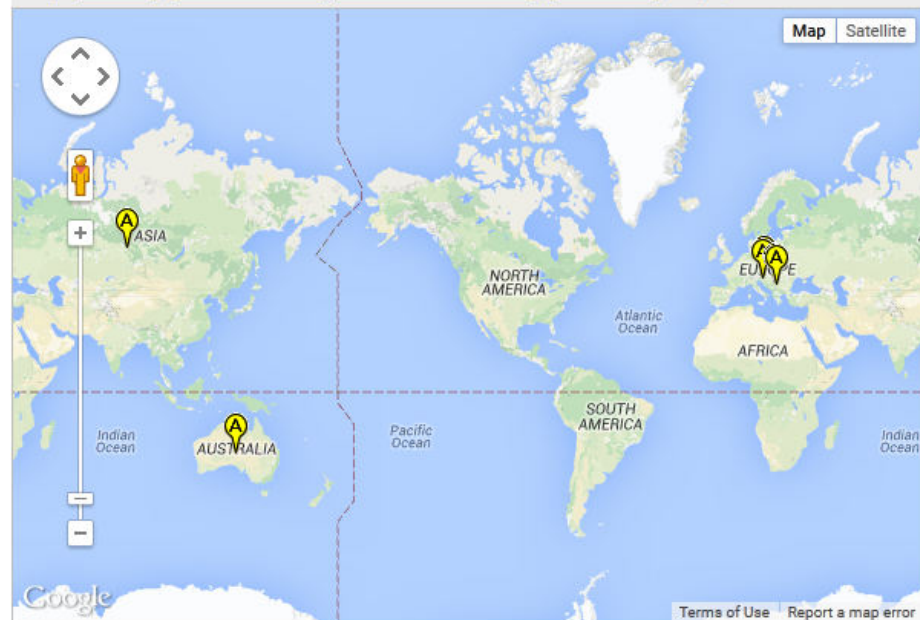 Map Satellite
A
ASIA
A
A
EUROPE
NORTH
AMERICA
Atlantic
Ocean
AFRICA
SOUTH
AMERICA
Indian
Ocean
A
AUSTRALIA
Pacific
Ocean
Indian
Ocean
Google
Terms of Use Report a map error